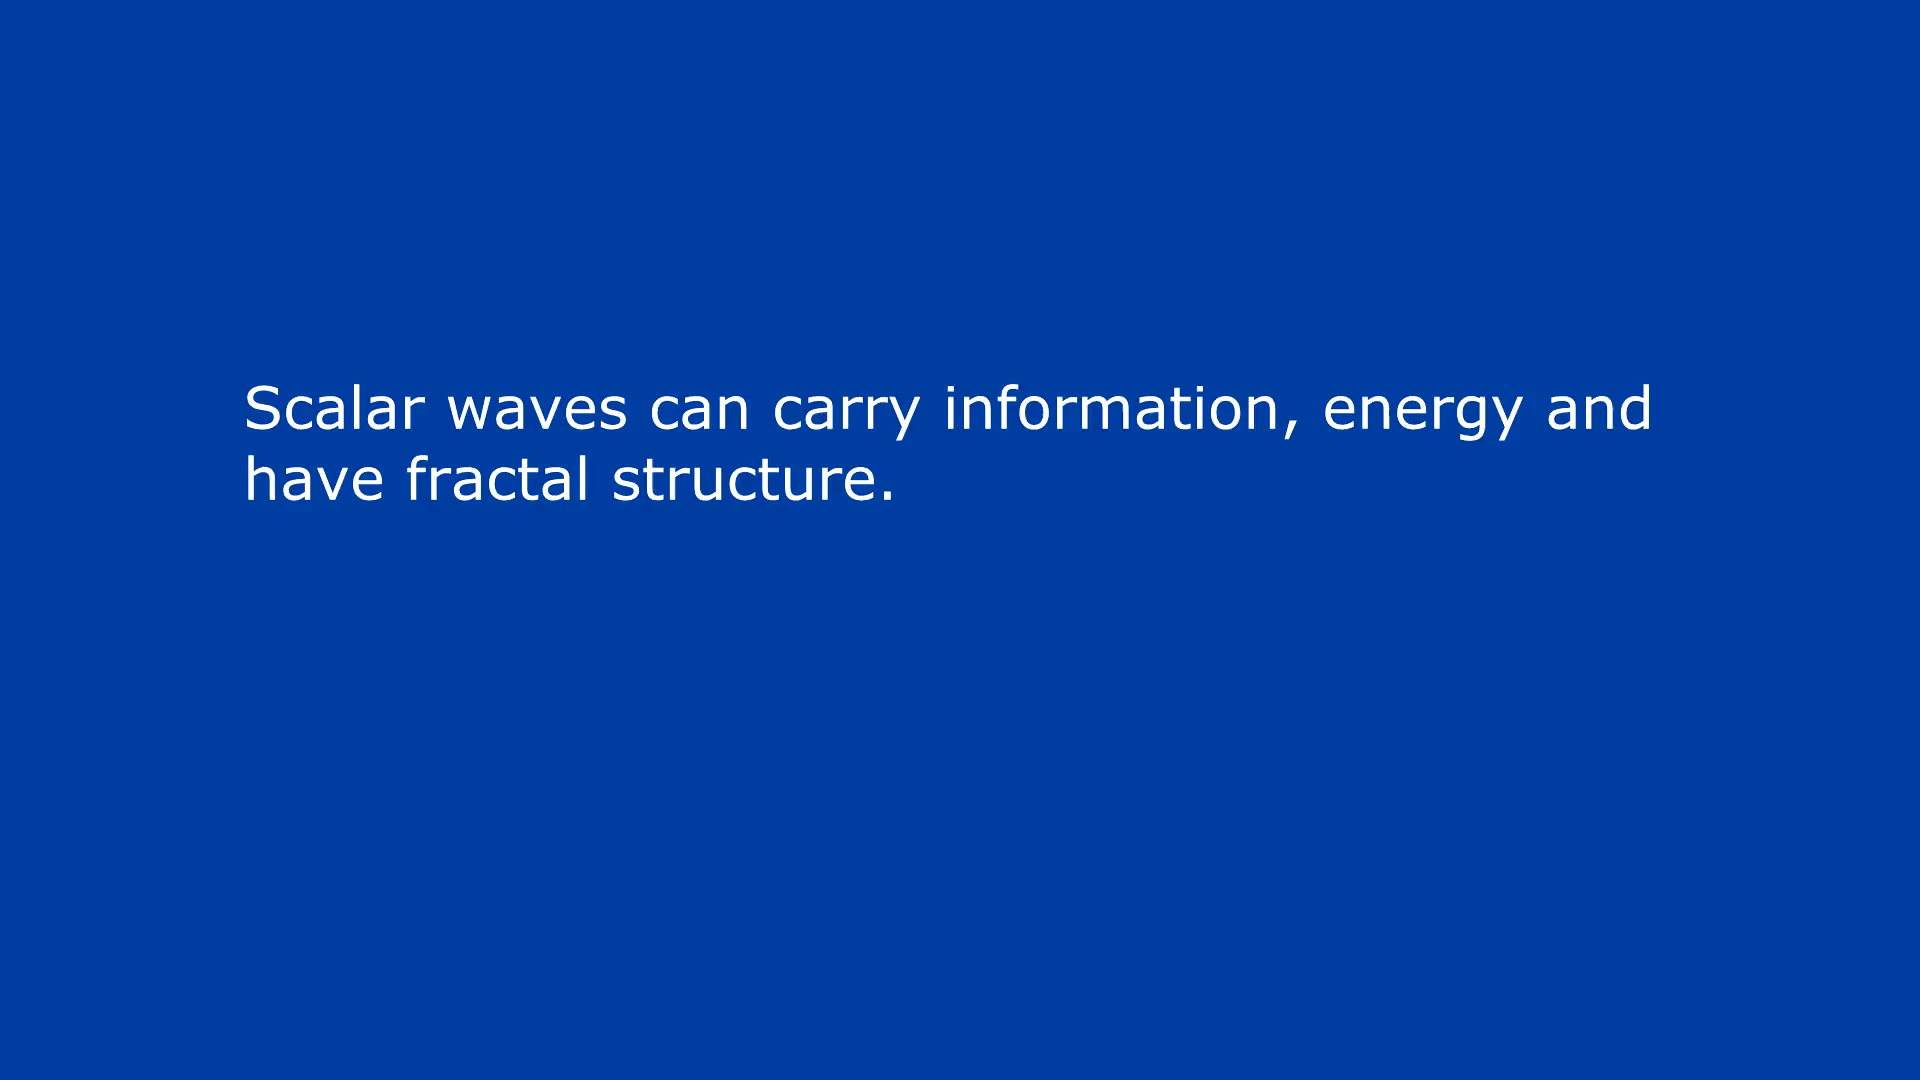 Scalar waves can carry information, energy and
have fractal structure.